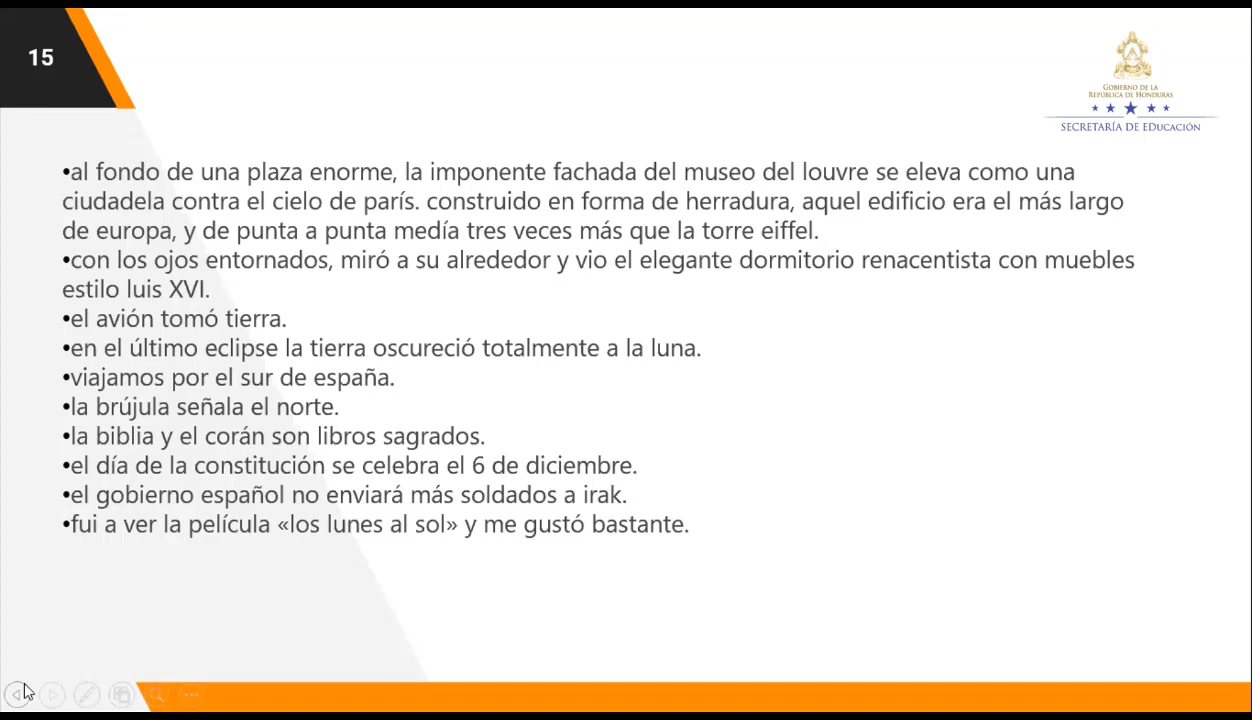 15
GOBIERNO DE LA
REPÚBLICA DE HONDURAS
SECRETARÍA DE EDUCACIÓN
•al fondo de una plaza enorme, la imponente fachada del museo del louvre se eleva como una
ciudadela contra el cielo de parís. construido en forma de herradura, aquel edificio era el más largo
de europa, y de punta a punta medía tres veces más que la torre eiffel.
•con los ojos entornados, miró a su alrededor y vio el elegante dormitorio renacentista con muebles
estilo luis XVI.
•el avión tomó tierra.
•en el último eclipse la tierra oscureció totalmente a la luna.
•viajamos por el sur de españa.
•la brújula señala el norte.
•la biblia y el corán son libros sagrados.
•el día de la constitución se celebra el 6 de diciembre.
•el gobierno español no enviará más soldados a irak.
•fui a ver la película «los lunes al sol» y me gustó bastante.